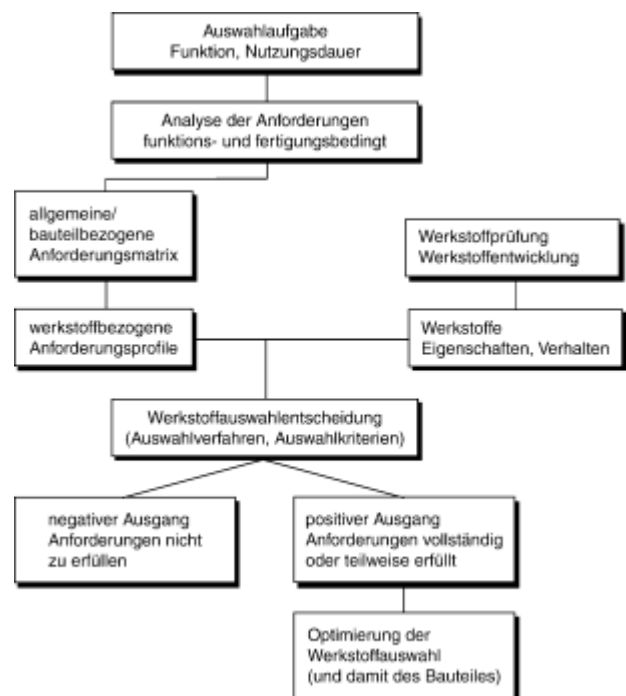 Auswahlaufgabe
Funktion, Nutzungsdauer
Analyse der Anforderungen
funktions- und fertigungsbedingt
allgemeine/
bauteilbezogene
Anforderungsmatrix
Werkstoffprüfung
Werkstoffentwicklung
werkstoffbezogene
Anforderungsprofile
Werkstoffe
Eigenschaften, Verhalten
Werkstoffauswahlentscheidung
(Auswahlverfahren, Auswahlkriterien)
negativer Ausgang
Anforderungen nicht
zu erfüllen
positiver Ausgang
Anforderungen vollständig
oder teilweise erfüllt
Optimierung der
Werkstoffauswahl
(und damit des Bauteiles)